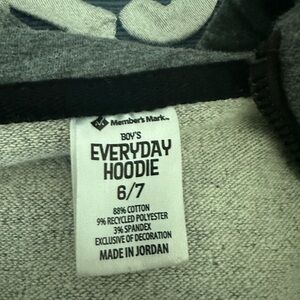 Member's Mark™
BOY'S
EVERYDAY
HOODIE
6/7
88% COTTON
9% RECYCLED POLYESTER
3% SPANDEX
EXCLUSIVE OF DECORATION
MADE IN JORDAN